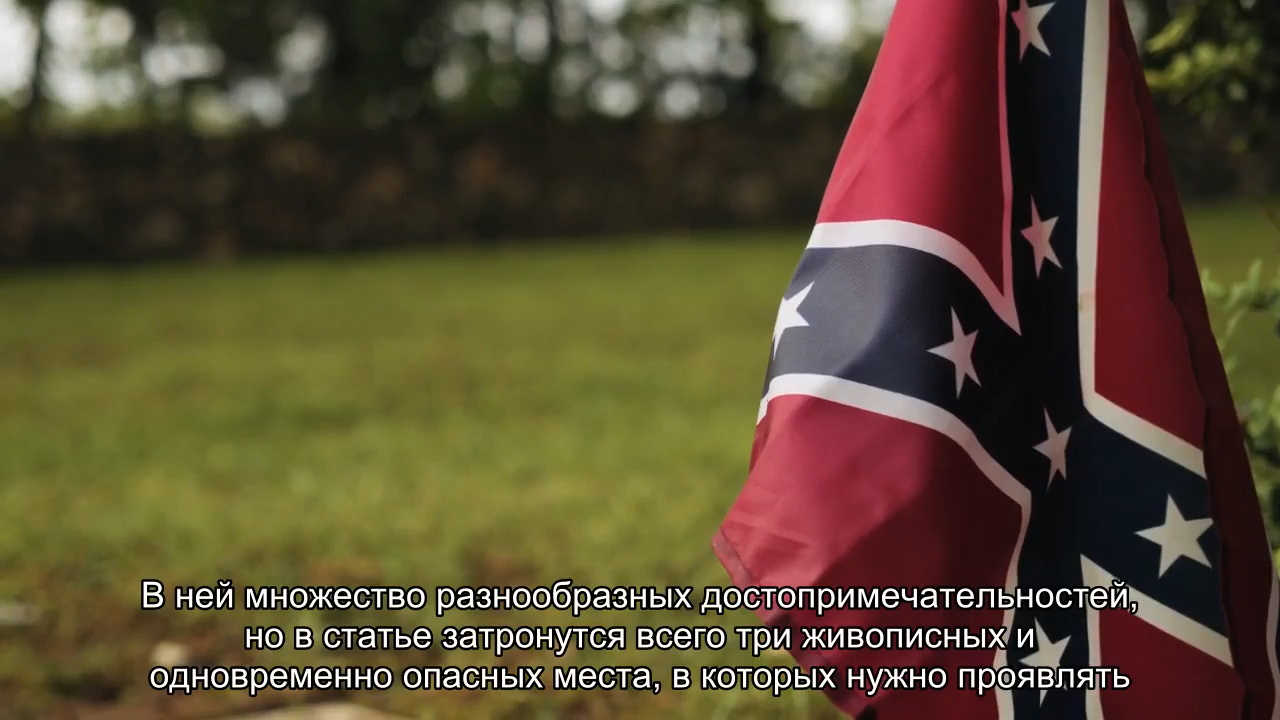 В ней множество разнообразных достопримечательностей,
но в статье затронутся всего три живописных и
одновременно опасных места, в которых нужно проявлять